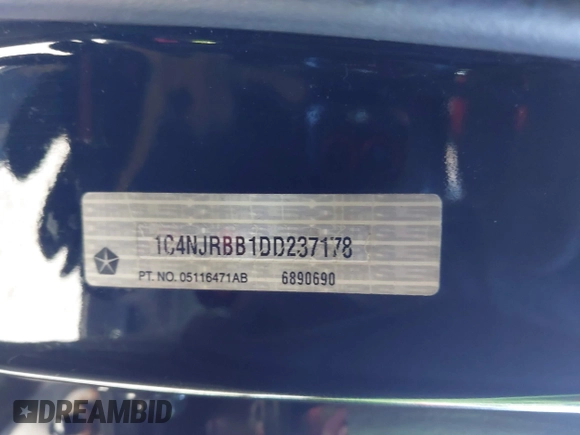 1C4NJRBB1DD237178
PT. NO. 05116471AB 6890690
DREAMBID